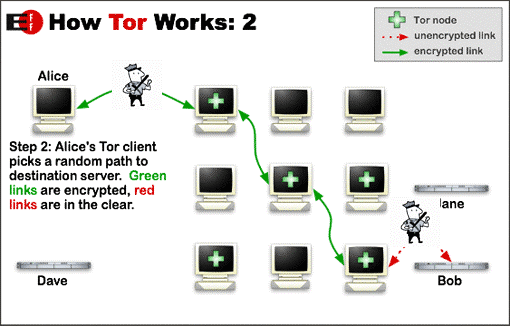 EFF How Tor Works: 2
Tor node
unencrypted link
encrypted link
Alice
Step 2: Alice's Tor client
picks a random path to
destination server. Green
links are encrypted, red
links are in the clear.
Jane
Dave
Bob